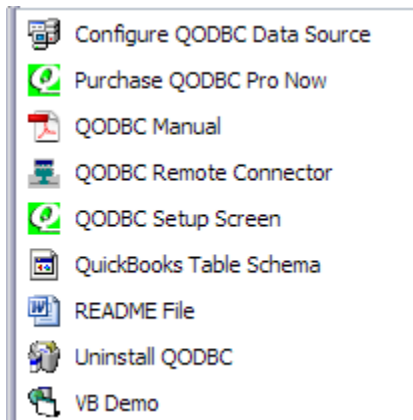 Configure QODBC Data Source
Purchase QODBC Pro Now
QODBC Manual
QODBC Remote Connector
QODBC Setup Screen
QuickBooks Table Schema
README File
Uninstall QODBC
VB Demo